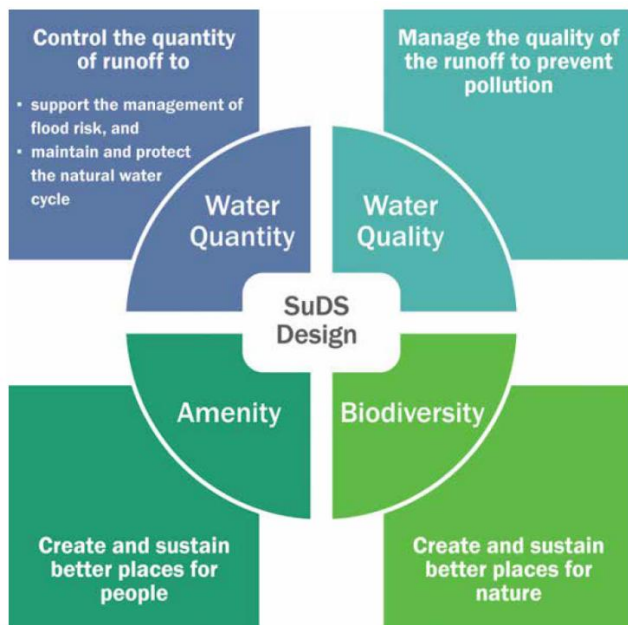 Control the quantity
of runoff to
• support the management of
flood risk, and
• maintain and protect
the natural water
cycle
Manage the quality of
the runoff to prevent
pollution
Water
Quantity
Water
Quality
SuDS
Design
Amenity
Biodiversity
Create and sustain
better places for
people
Create and sustain
better places for
nature